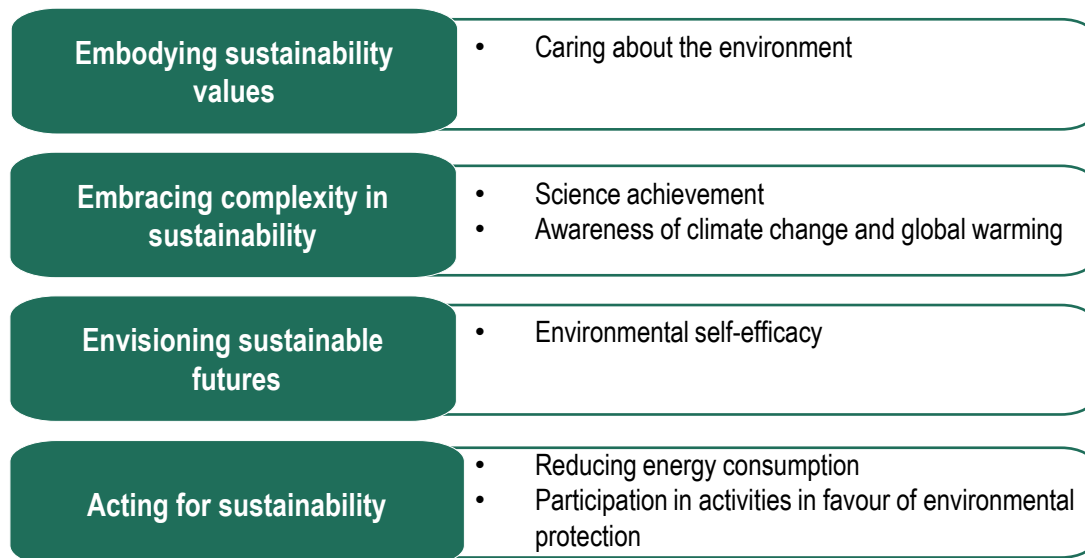 Embodying sustainability
values
• Caring about the environment
Embracing complexity in
sustainability
• Science achievement
• Awareness of climate change and global warming
Envisioning sustainable
futures
• Environmental self-efficacy
Acting for sustainability
• Reducing energy consumption
• Participation in activities in favour of environmental
protection